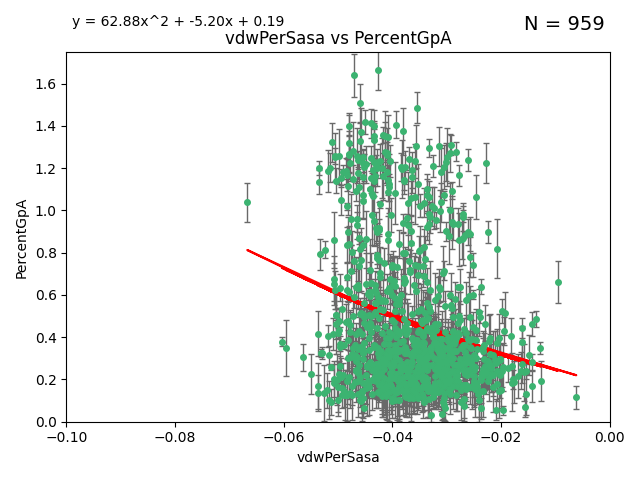 y = 62.88x^2 + -5.20x + 0.19
N = 959
vdwPerSasa vs PercentGpA
PercentGpA
1.6
1.4
1.2
1.0
0.8
0.6
0.4
0.2
0.0
−0.10 −0.08 −0.06 −0.04 −0.02 0.00
vdwPerSasa